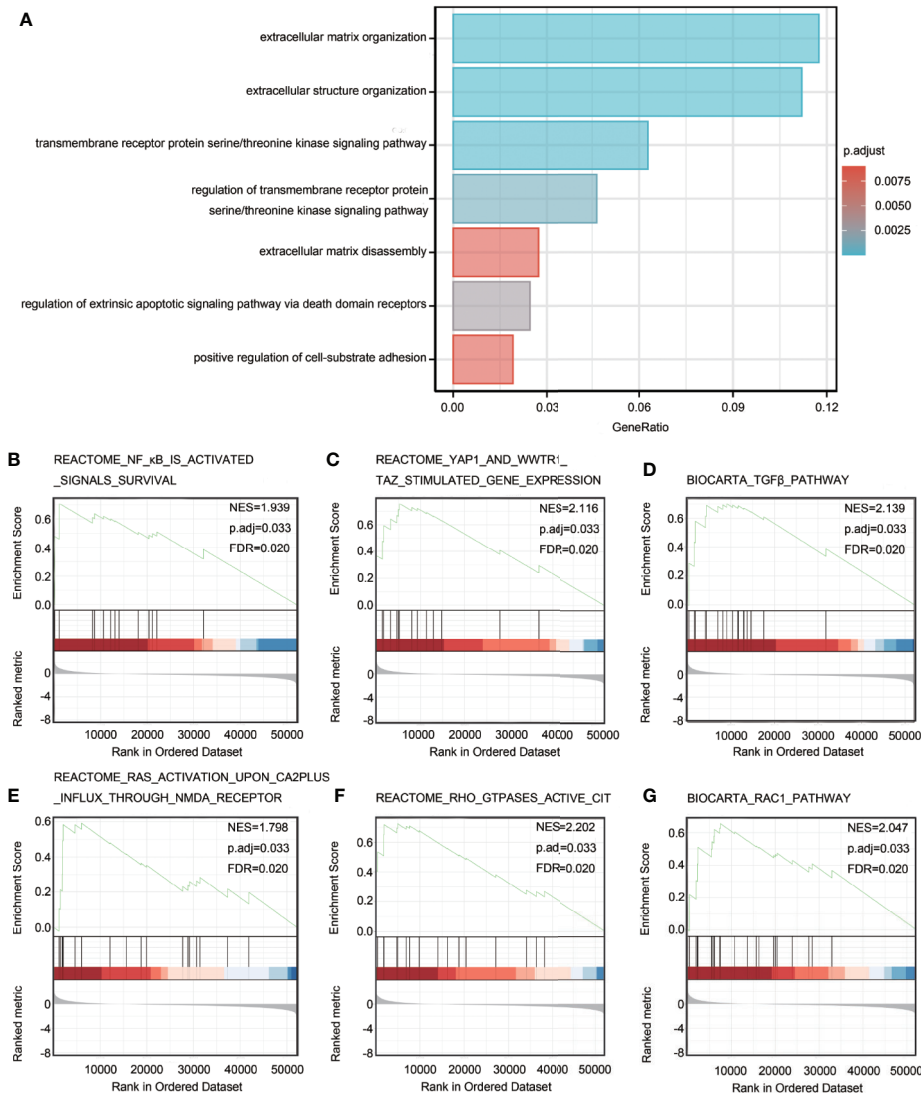 A
extracellular matrix organization
extracellular structure organization
transmembrane receptor protein serine/threonine kinase signaling pathway
regulation of transmembrane receptor protein
serine/threonine kinase signaling pathway
extracellular matrix disassembly
regulation of extrinsic apoptotic signaling pathway via death domain receptors
positive regulation of cell-substrate adhesion
0.00 0.03 0.06 0.09 0.12
GeneRatio
p.adjust
0.0075
0.0050
0.0025
B
REACTOME_NF_κB_IS_ACTIVATED
_SIGNALS_SURVIVAL
NES=1.939
p.adj=0.033
FDR=0.020
Enrichment Score
0.6
0.4
0.2
0.0
Ranked metric
0
-4
-8
10000 20000 30000 40000 50000
Rank in Ordered Dataset
C
REACTOME_YAP1_AND_WWTR1_
TAZ_STIMULATED_GENE_EXPRESSION
NES=2.116
p.adj=0.033
FDR=0.020
Enrichment Score
0.6
0.4
0.2
0.0
Ranked metric
0
-4
-8
10000 20000 30000 40000 50000
Rank in Ordered Dataset
D
BIOCARTA_TGFβ_PATHWAY
NES=2.139
p.adj=0.033
FDR=0.020
Enrichment Score
0.6
0.4
0.2
0.0
Ranked metric
0
-4
-8
10000 20000 30000 40000 50000
Rank in Ordered Dataset
E
REACTOME_RAS_ACTIVATION_UPON_CA2PLUS
_INFLUX_THROUGH_NMDA_RECEPTOR
NES=1.798
p.adj=0.033
FDR=0.020
Enrichment Score
0.6
0.4
0.2
0.0
Ranked metric
0
-4
-8
10000 20000 30000 40000 50000
Rank in Ordered Dataset
F
REACTOME_RHO_GTPASES_ACTIVE_CIT
NES=2.202
p.adj=0.033
FDR=0.020
Enrichment Score
0.6
0.4
0.2
0.0
Ranked metric
0
-4
-8
10000 20000 30000 40000 50000
Rank in Ordered Dataset
G
BIOCARTA_RAC1_PATHWAY
NES=2.047
p.adj=0.033
FDR=0.020
Enrichment Score
0.6
0.4
0.2
0.0
Ranked metric
0
-4
-8
10000 20000 30000 40000 50000
Rank in Ordered Dataset